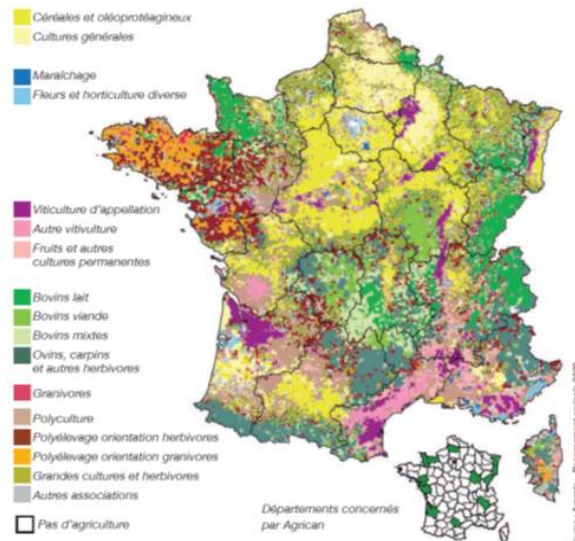 Céréales et oléoprotéagineux
Cultures générales
Maraîchage
Fleurs et horticulture diverse
Viticulture d'appellation
Autre vitiviculture
Fruits et autres
cultures permanentes
Bovins lait
Bovins viande
Bovins mixtes
Ovins, carpins
et autres herbivores
Granivores
Polyculture
Polyélevage orientation herbivores
Polyélevage orientation granivores
Grandes cultures et herbivores
Autres associations
Pas d'agriculture
Départements concernés
par Agrican